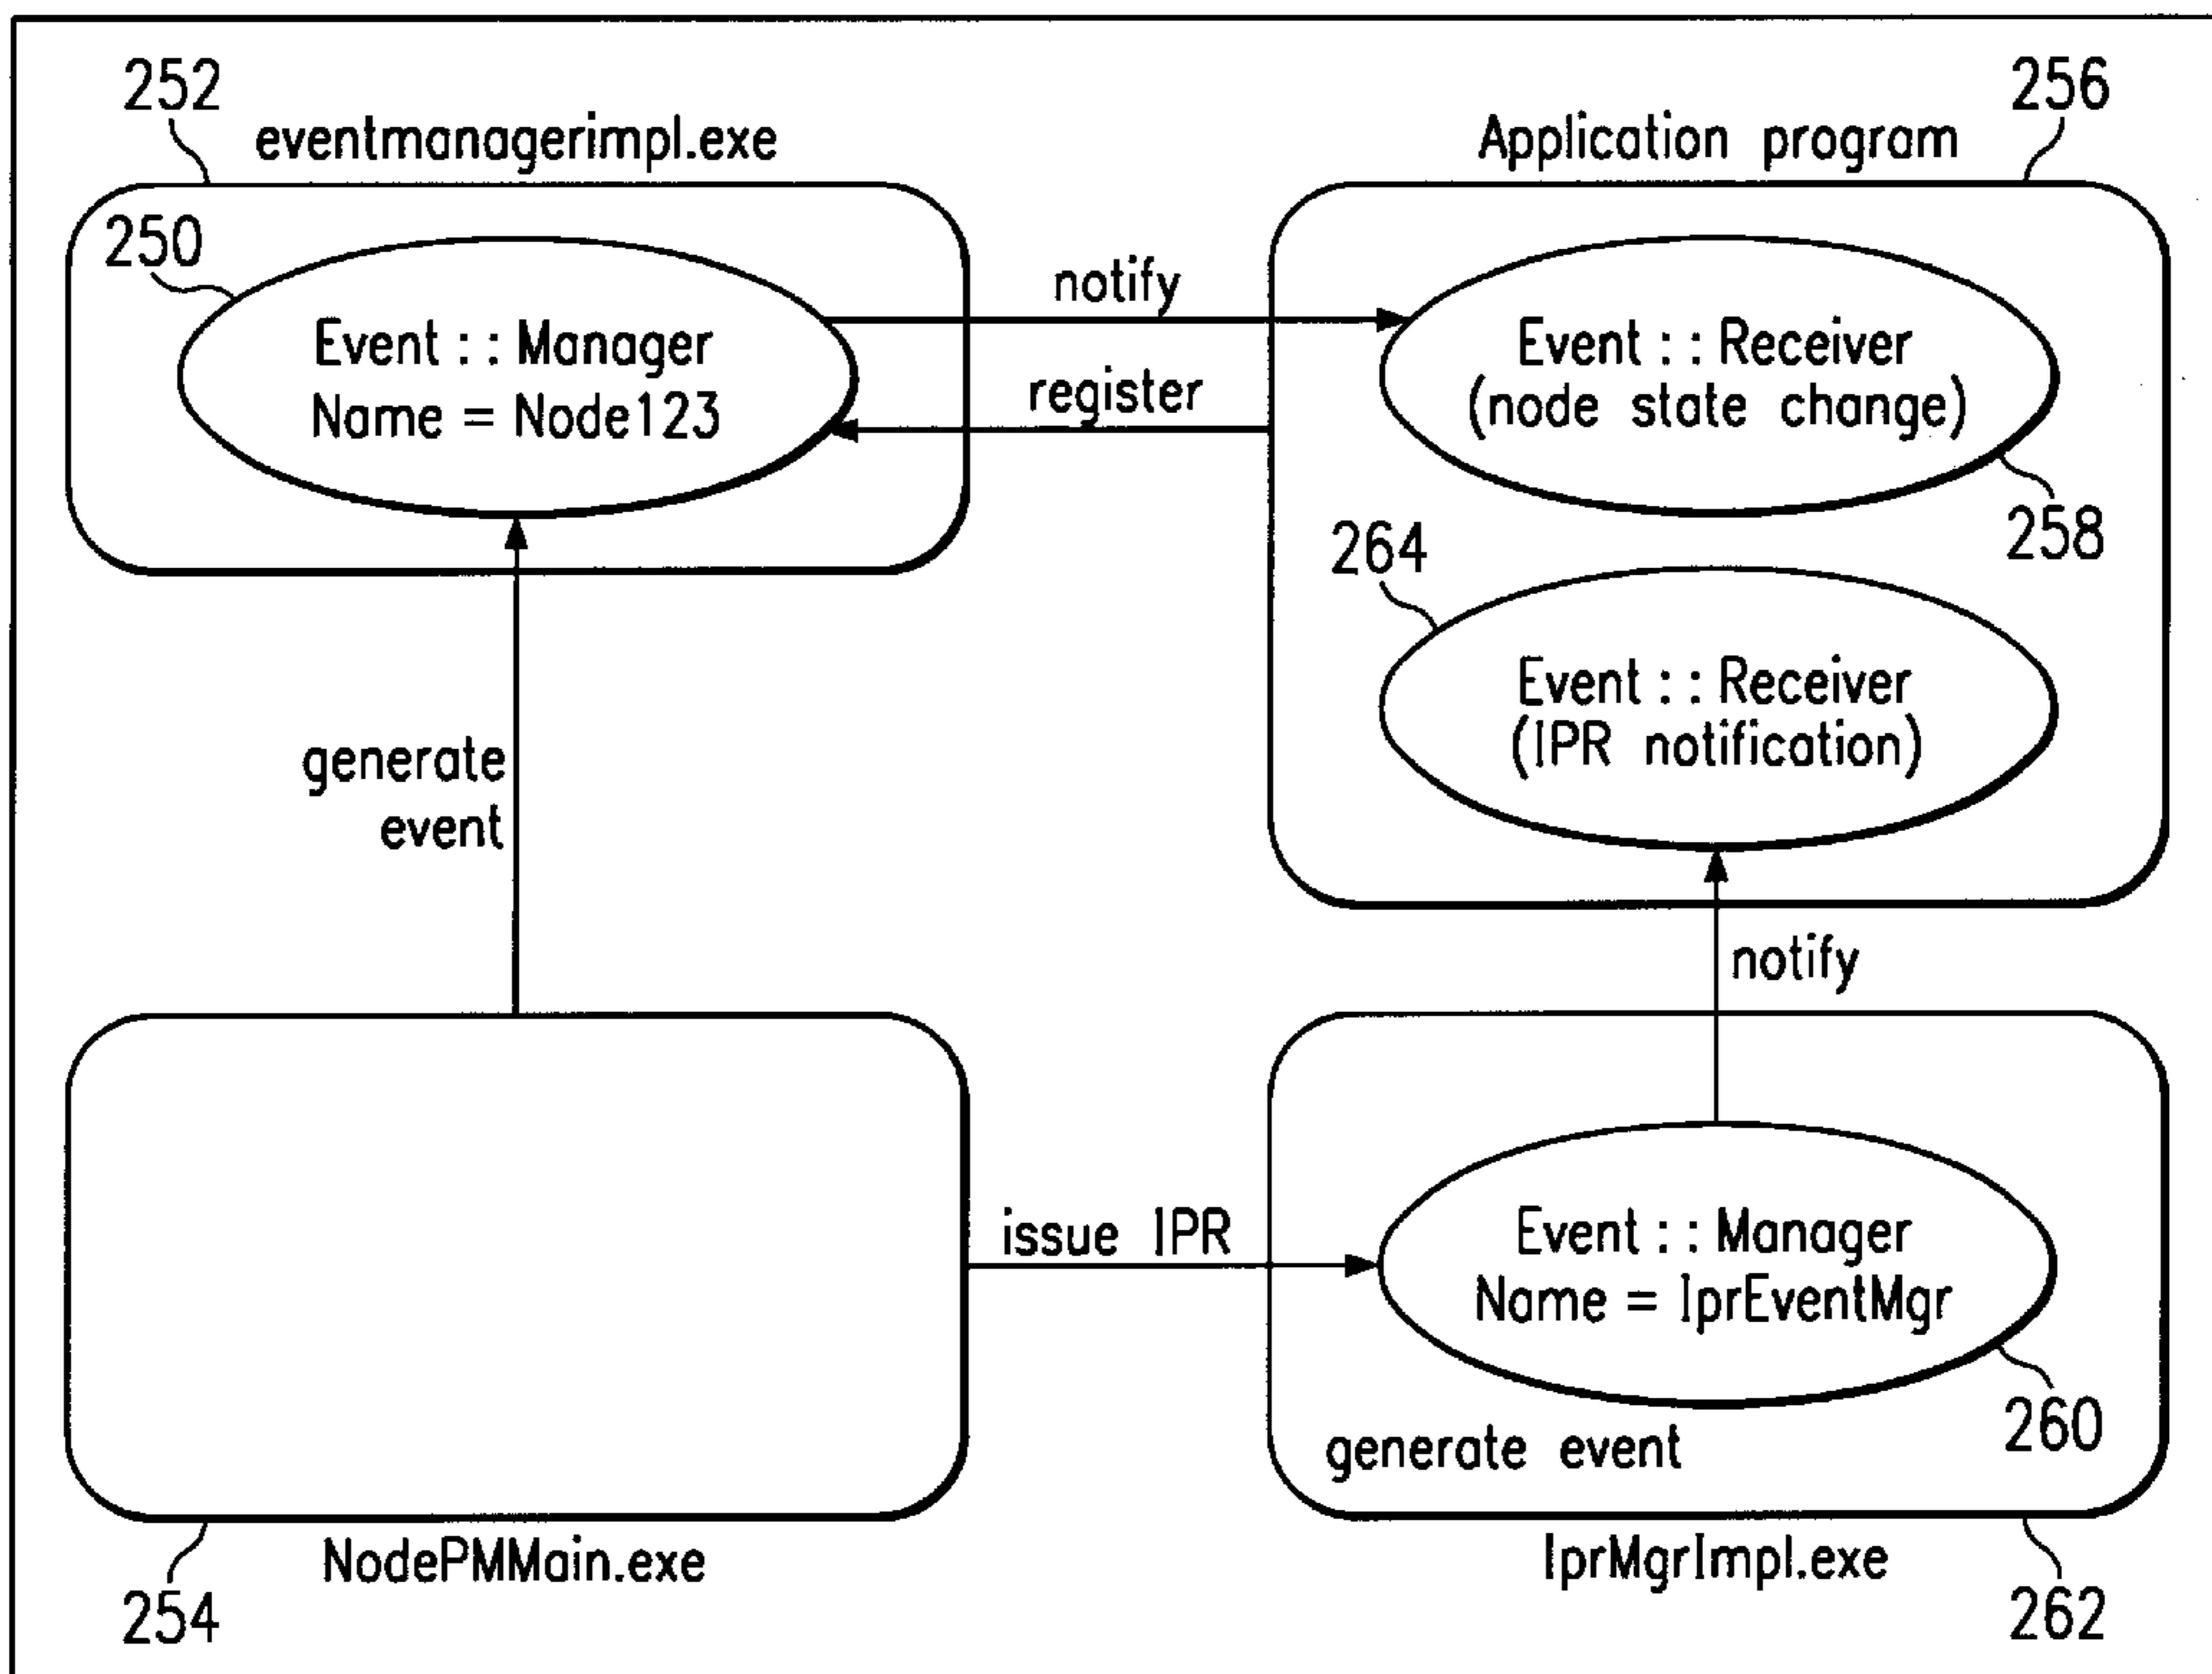 252
eventmanagerimpl.exe
250
Event : : Manager
Name = Node123
notify
register
256
Application program
Event : : Receiver
(node state change)
258
264
Event : : Receiver
(IPR notification)
generate
event
notify
issue IPR
Event : : Manager
Name = IprEventMgr
260
generate event
NodePMMain.exe
254
IprMgrImpl.exe
262